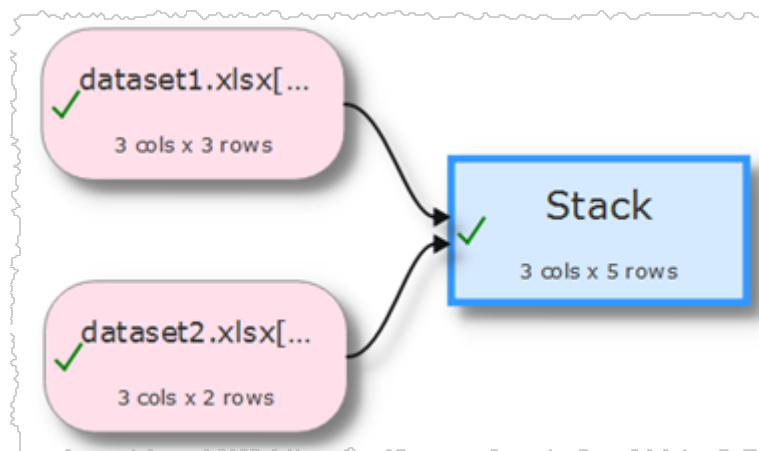 dataset1.xlsx[...
3 cols x 3 rows
Stack
3 cols x 5 rows
dataset2.xlsx[...
3 cols x 2 rows